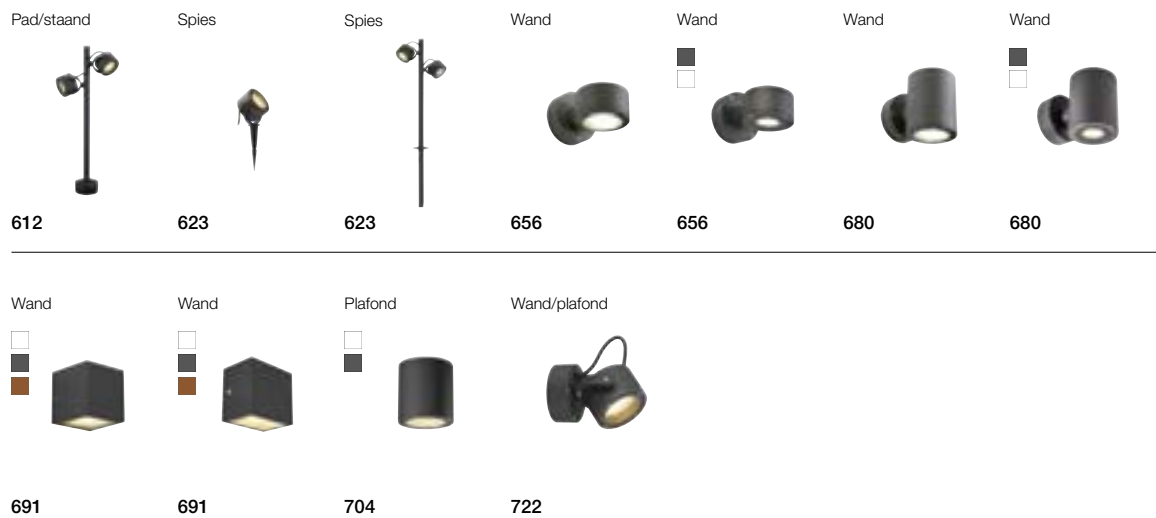 Pad/staand Spies Spies Wand Wand Wand Wand
612 623 623 656 656 680 680
Wand Wand Plafond Wand/plafond
691 691 704 722